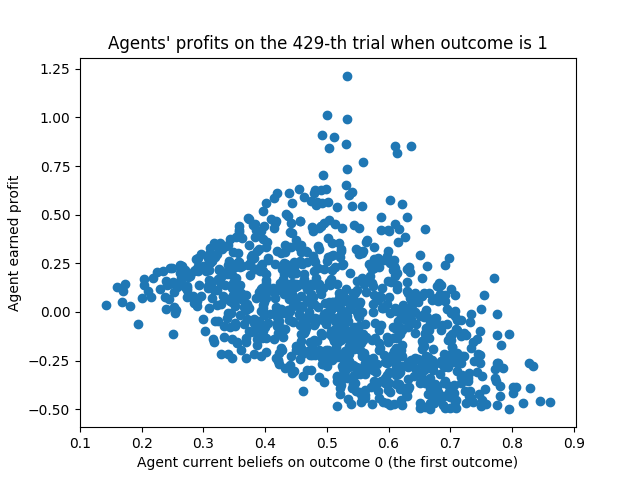 Agents' profits on the 429-th trial when outcome is 1
1.25
1.00
0.75
0.50
0.25
0.00
−0.25
−0.50
Agent earned profit
0.1 0.2 0.3 0.4 0.5 0.6 0.7 0.8 0.9
Agent current beliefs on outcome 0 (the first outcome)